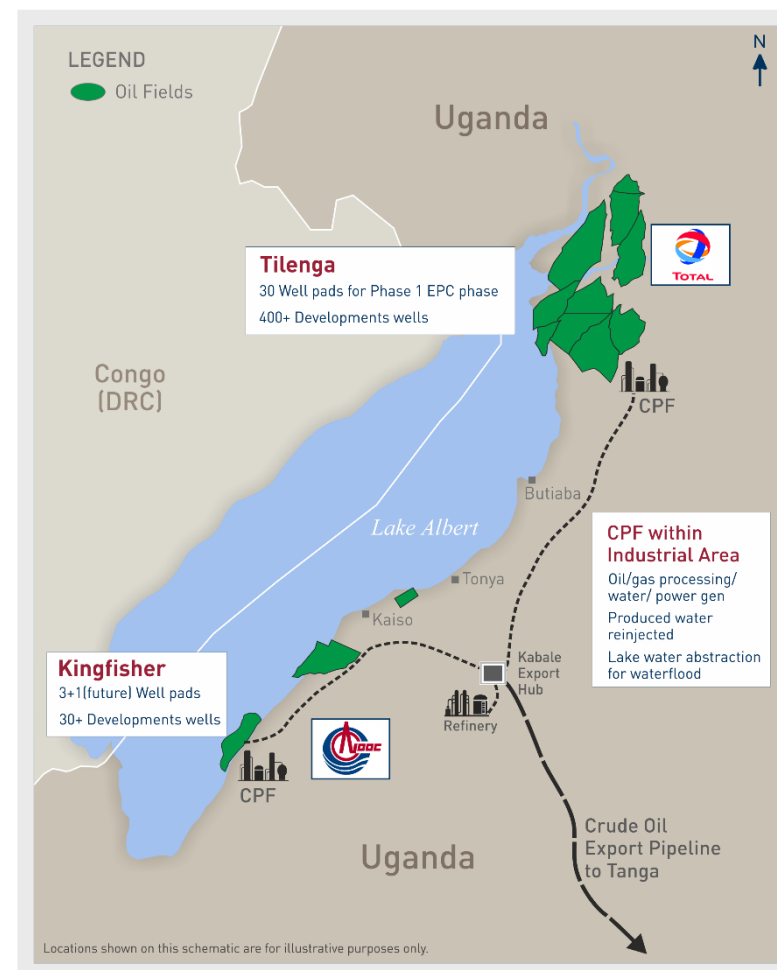 LEGEND
Oil Fields
N
Uganda
Tilenga
30 Well pads for Phase 1 EPC phase
400+ Developments wells
TOTAL
Congo
(DRC)
CPF
Butiaba
Lake Albert
CPF within
Industrial Area
Oil/gas processing/
water/ power gen
Produced water
reinjected
Lake water abstraction
for waterflood
Tonya
Kaiso
Kingfisher
3+1(future) Well pads
30+ Developments wells
Kabale
Export
Hub
Refinery
CNOOC
CPF
Crude Oil
Export Pipeline
to Tanga
Uganda
Locations shown on this schematic are for illustrative purposes only.